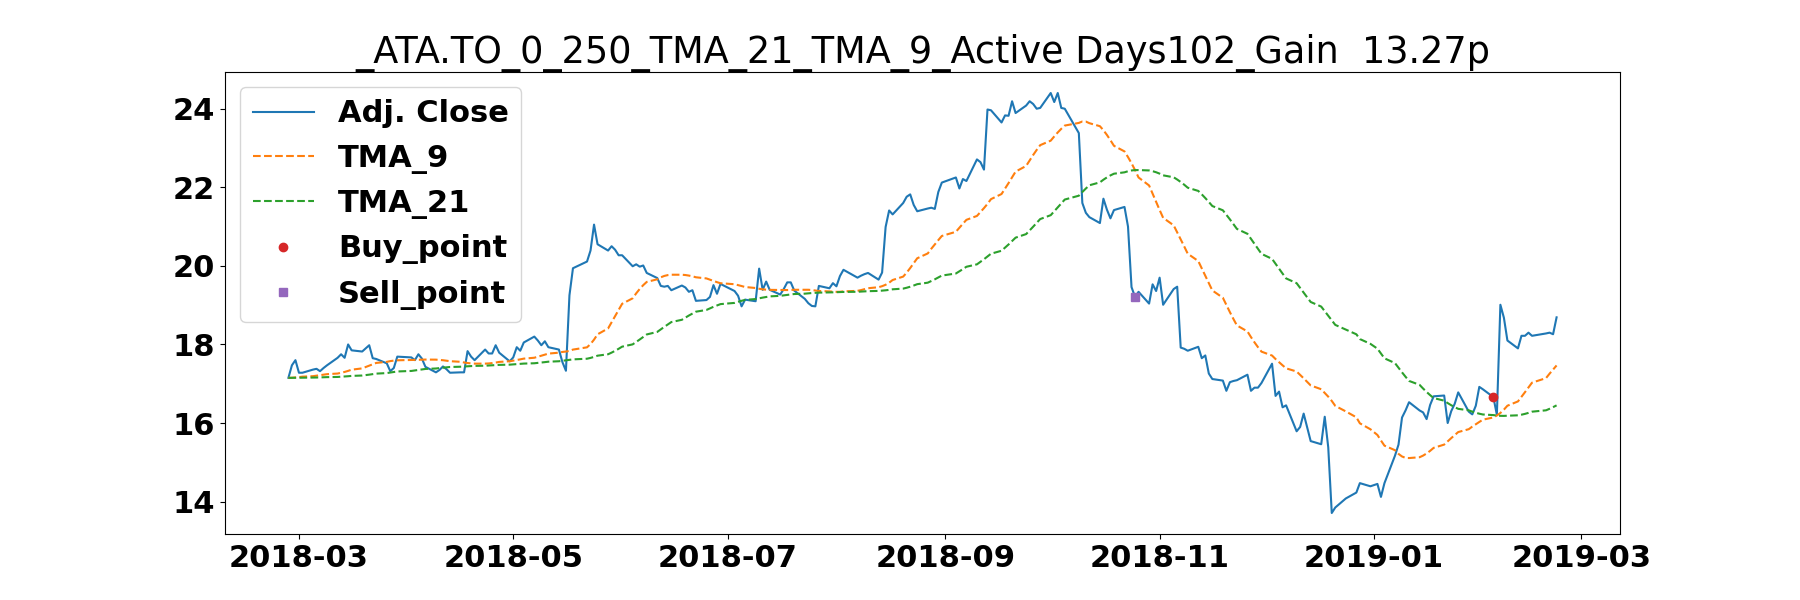 _ATA.TO_0_250_TMA_21_TMA_9_Active Days102_Gain  13.27p
Adj. Close
TMA_9
TMA_21
Buy_point
Sell_point
24
22
20
18
16
14
2018-03 2018-05 2018-07 2018-09 2018-11 2019-01 2019-03